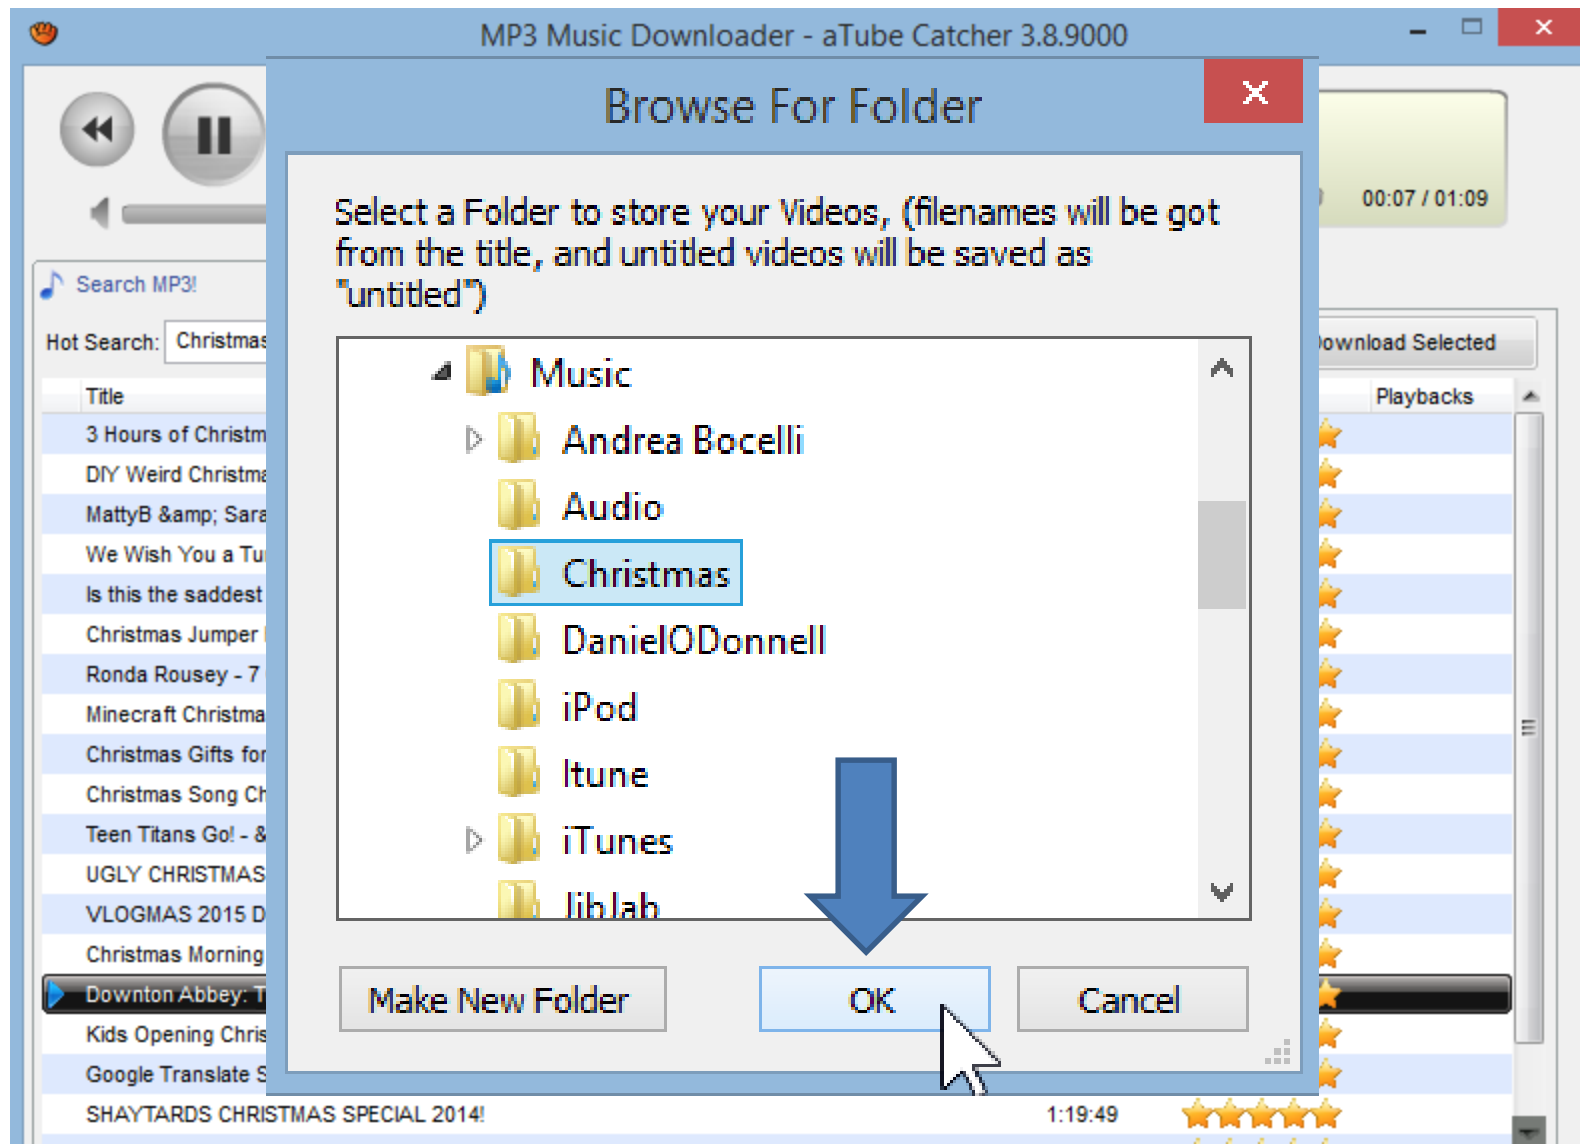 MP3 Music Downloader - aTube Catcher 3.8.9000
Browse For Folder
Select a Folder to store your Videos, (filenames will be got
from the title, and untitled videos will be saved as
"untitled")
Music
Andrea Bocelli
Audio
Christmas
DanielODonnell
iPod
Itune
iTunes
JibJab
Make New Folder
OK
Cancel
00:07 / 01:09
Search MP3!
Hot Search: Christmas
Download Selected
Title
Playbacks
3 Hours of Christm
DIY Weird Christma
MattyB &amp; Sara
We Wish You a Tu
Is this the saddest
Christmas Jumper
Ronda Rousey - 7
Minecraft Christma
Christmas Gifts for
Christmas Song Ch
Teen Titans Go! - &
UGLY CHRISTMAS
VLOGMAS 2015 D
Christmas Morning
Downton Abbey: T
Kids Opening Chris
Google Translate S
SHAYTARDS CHRISTMAS SPECIAL 2014! 1:19:49